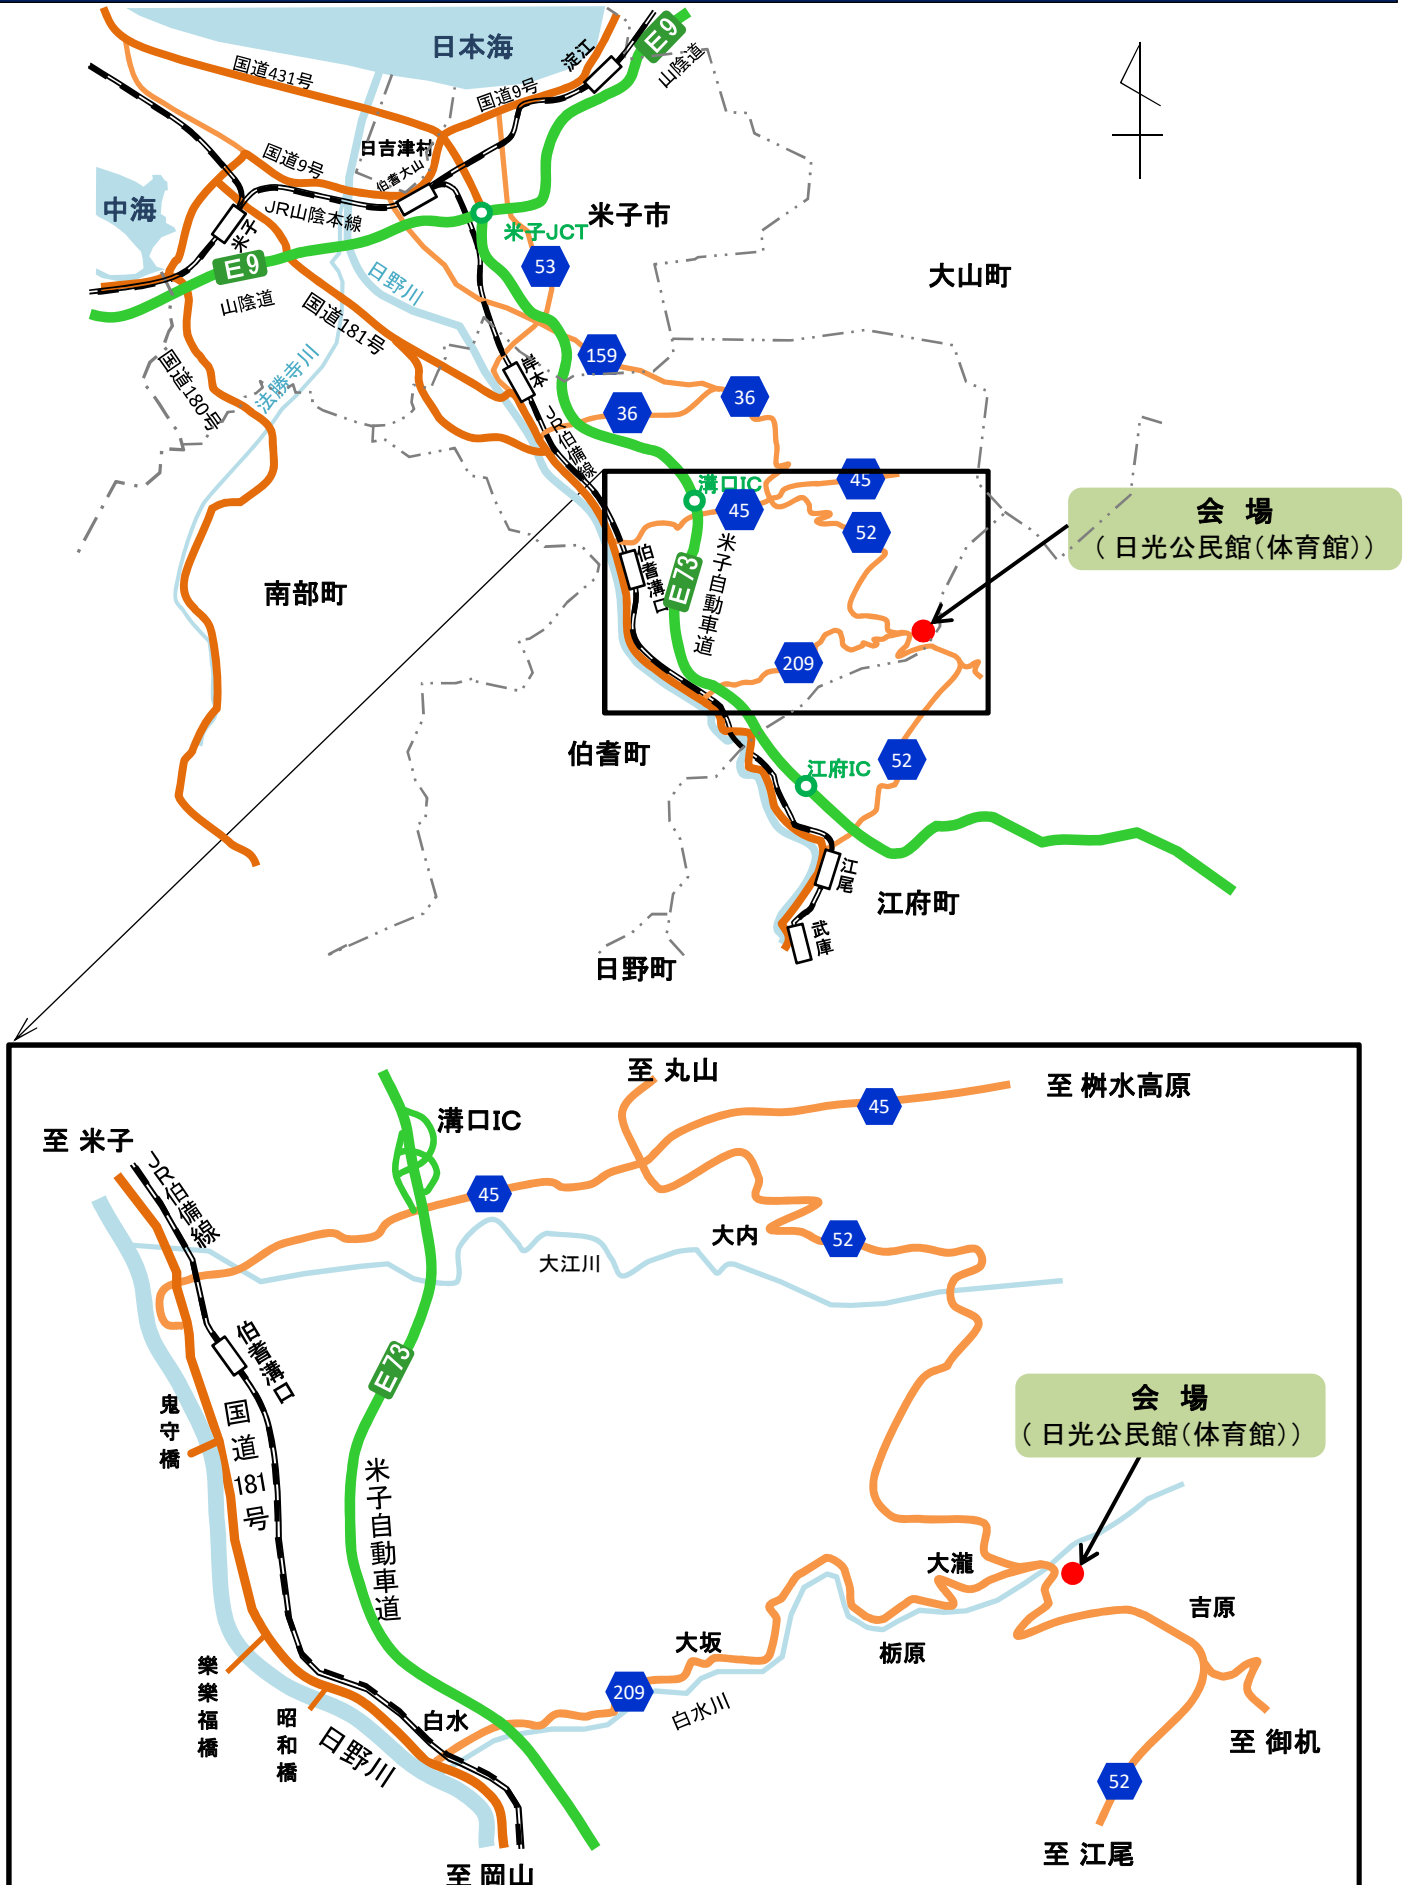 日本海
国道431号
国道9号
淀江
E9
山陰道
日吉津村
伯耆大山
国道9号
中海
JR山陰本線
米子
米子JCT
米子市
53
大山町
E9
山陰道
日野川
国道181号
国道180号
法勝寺川
岸本
159
36
36
JR伯備線
溝口IC
45
45
52
会 場
（日光公民館（体育館））
伯耆溝口
E73
米子自動車道
南部町
209
伯耆町
江府IC
52
江尾
江府町
武庫
日野町
至 丸山
至 桝水高原
45
溝口IC
至 米子
JR伯備線
45
大内
52
大江川
伯耆溝口
E73
鬼守橋
国道181号
会 場
（日光公民館（体育館））
米子自動車道
大瀧
吉原
大坂
栃原
樂樂福橋
209
白水川
昭和橋
白水
日野川
至 御机
52
至 江尾
至 岡山